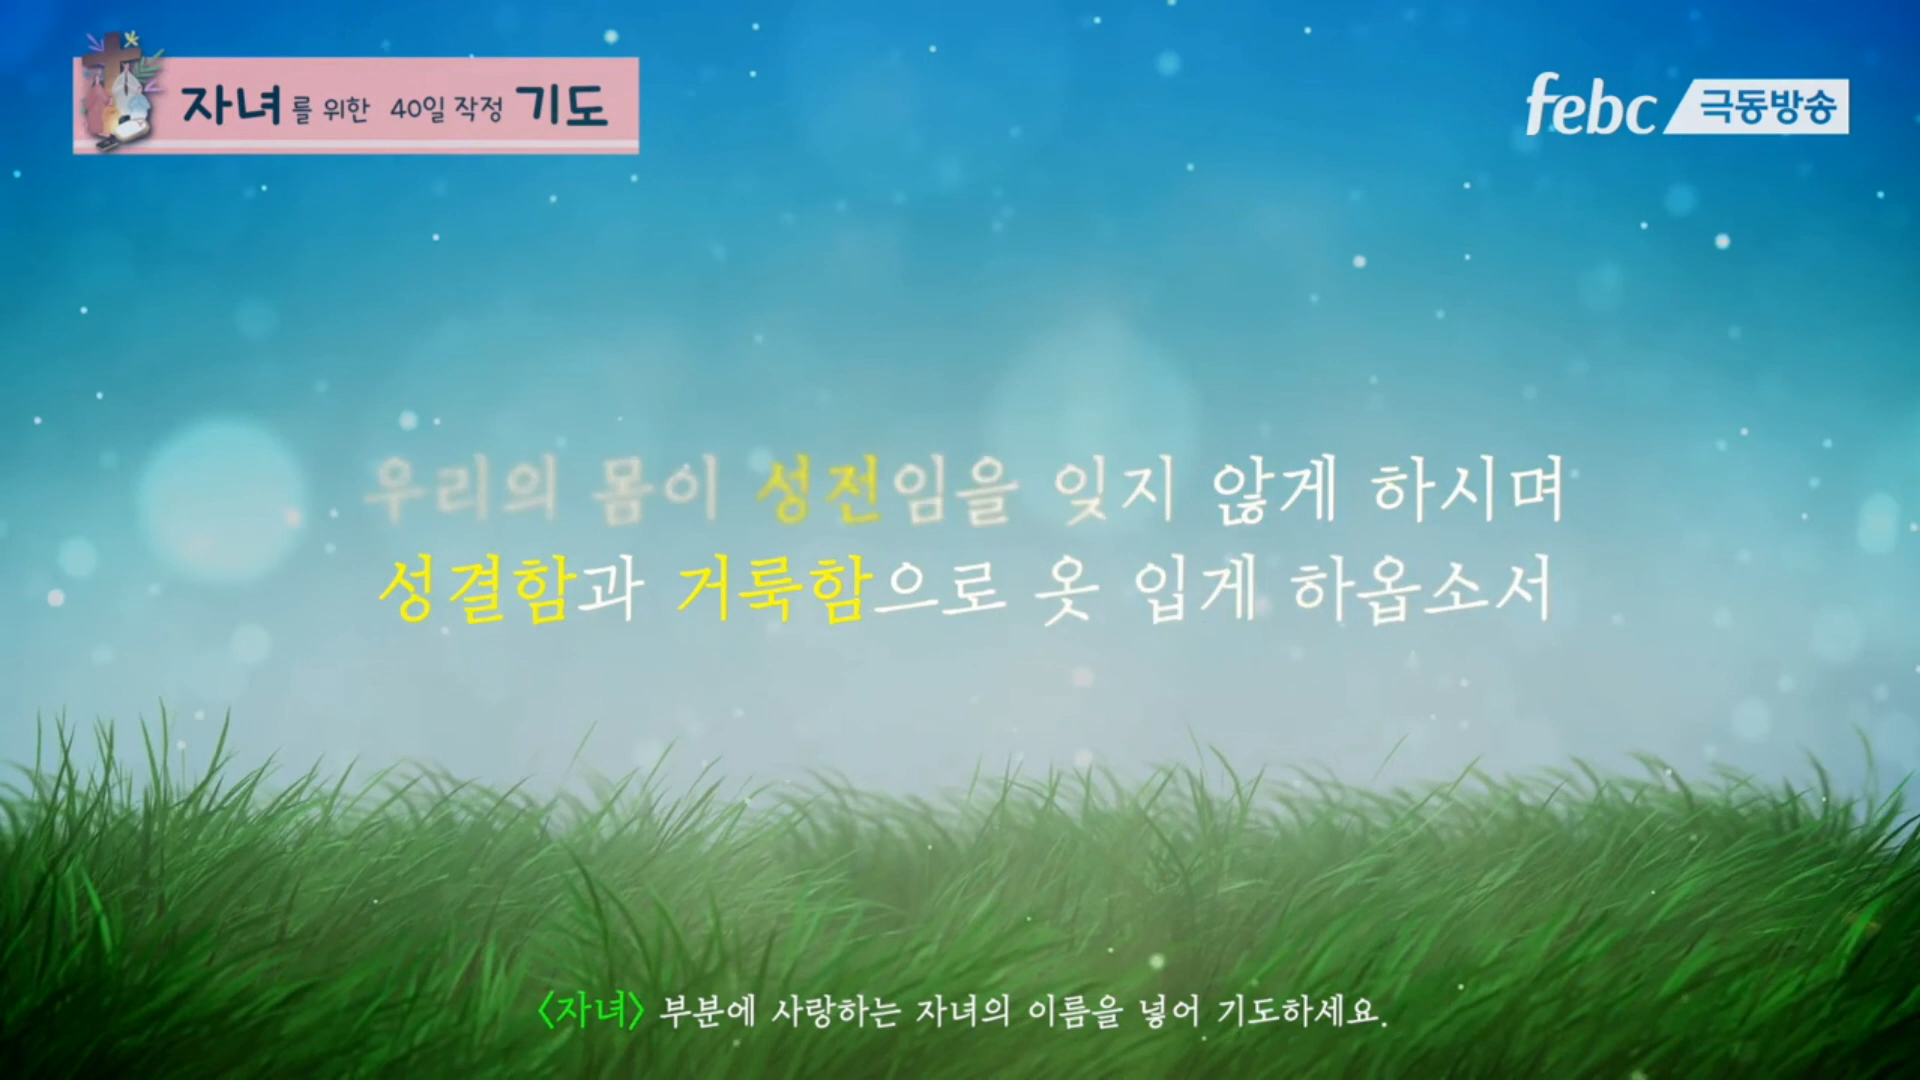 자녀를 위한 40일 작정 기도
febc 극동방송
우리의 몸이 성전임을 잊지 않게 하시며
성결함과 거룩함으로 옷 입게 하옵소서
<자녀> 부분에 사랑하는 자녀의 이름을 넣어 기도하세요.